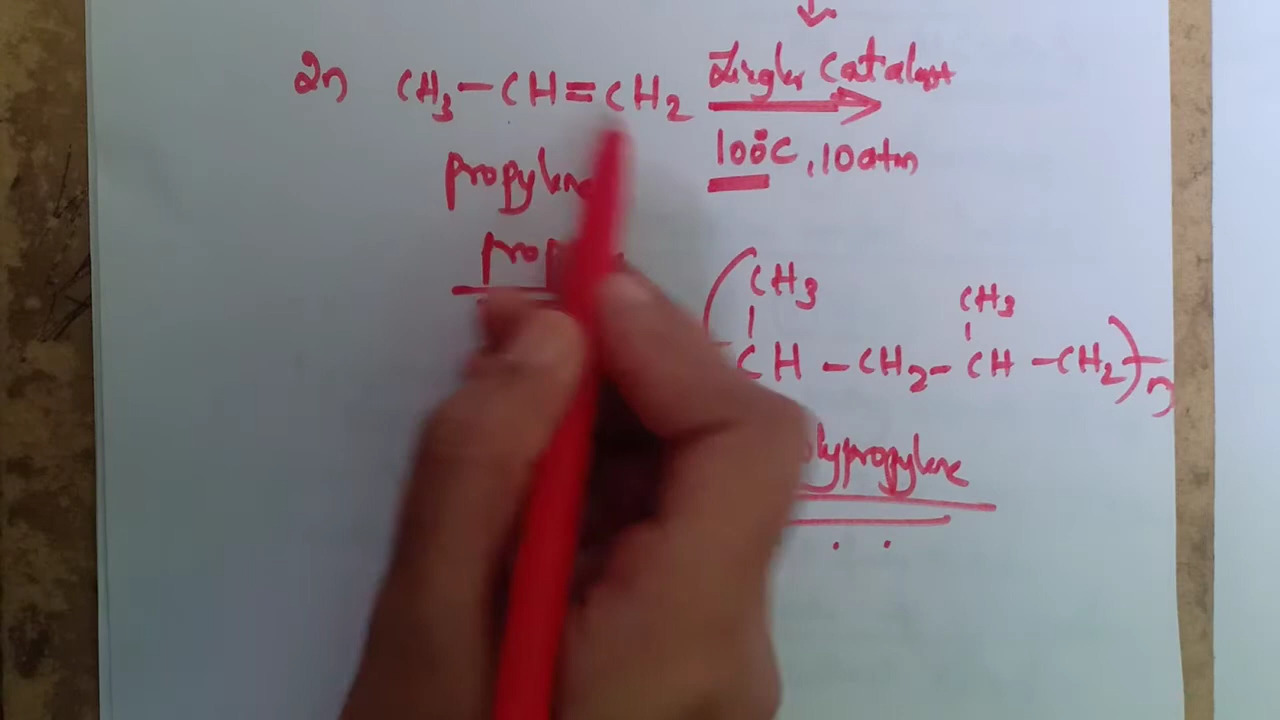 2n CH3-CH=CH2 Ziegler Catalyst
100°C, 10atm
propylene
CH3 CH3
CH-CH2-CH-CH2)n